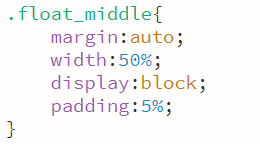 .float_middle{
    margin:auto;
    width:50%;
    display:block;
    padding:5%;
}